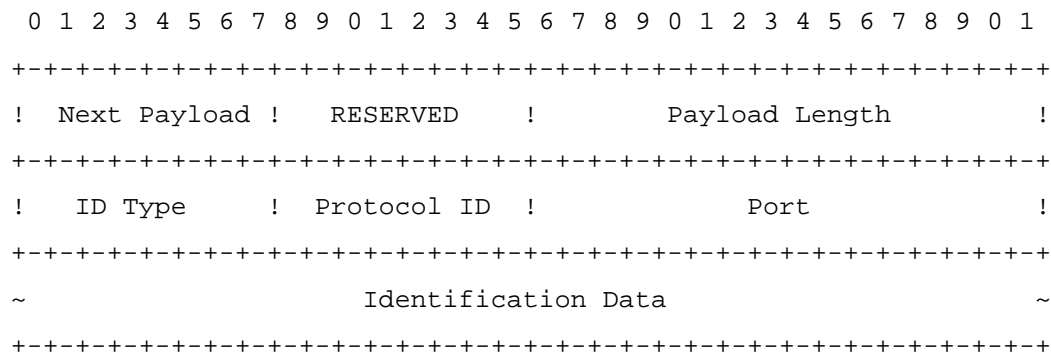 0 1 2 3 4 5 6 7 8 9 0 1 2 3 4 5 6 7 8 9 0 1 2 3 4 5 6 7 8 9 0 1
+-+-+-+-+-+-+-+-+-+-+-+-+-+-+-+-+-+-+-+-+-+-+-+-+-+-+-+-+-+-+-+-+
!  Next Payload !   RESERVED    !        Payload Length         !
+-+-+-+-+-+-+-+-+-+-+-+-+-+-+-+-+-+-+-+-+-+-+-+-+-+-+-+-+-+-+-+-+
!   ID Type     !  Protocol ID  !             Port              !
+-+-+-+-+-+-+-+-+-+-+-+-+-+-+-+-+-+-+-+-+-+-+-+-+-+-+-+-+-+-+-+-+
~                     Identification Data                       ~
+-+-+-+-+-+-+-+-+-+-+-+-+-+-+-+-+-+-+-+-+-+-+-+-+-+-+-+-+-+-+-+-+